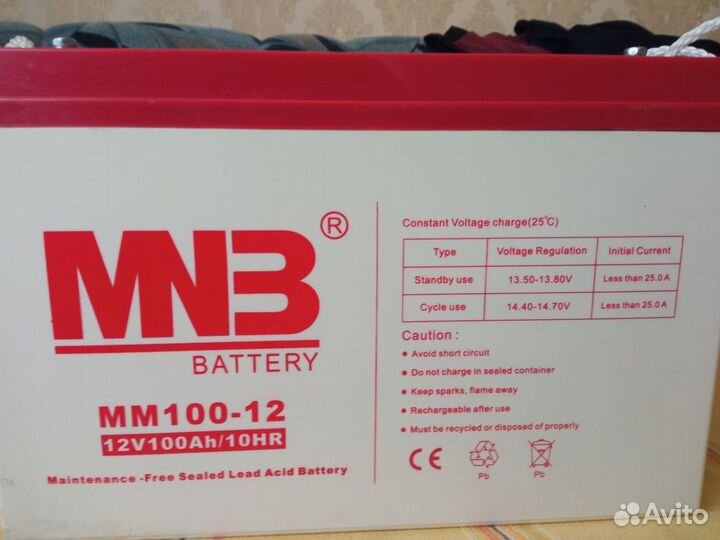 MNB®
BATTERY
MM100-12
12V100Ah/10HR
Maintenance -Free Sealed Lead Acid Battery
Constant Voltage charge(25℃)
Type Voltage Regulation Initial Current
Standby use 13.50-13.80V Less than 25.0 A
Cycle use 14.40-14.70V Less than 25.0 A
Caution :
● Avoid short circuit
● Do not charge in sealed container
● Keep sparks, flame away
● Rechargeable after use
● Must be recycled or disposed of properly
CE
Pb Pb
Avito